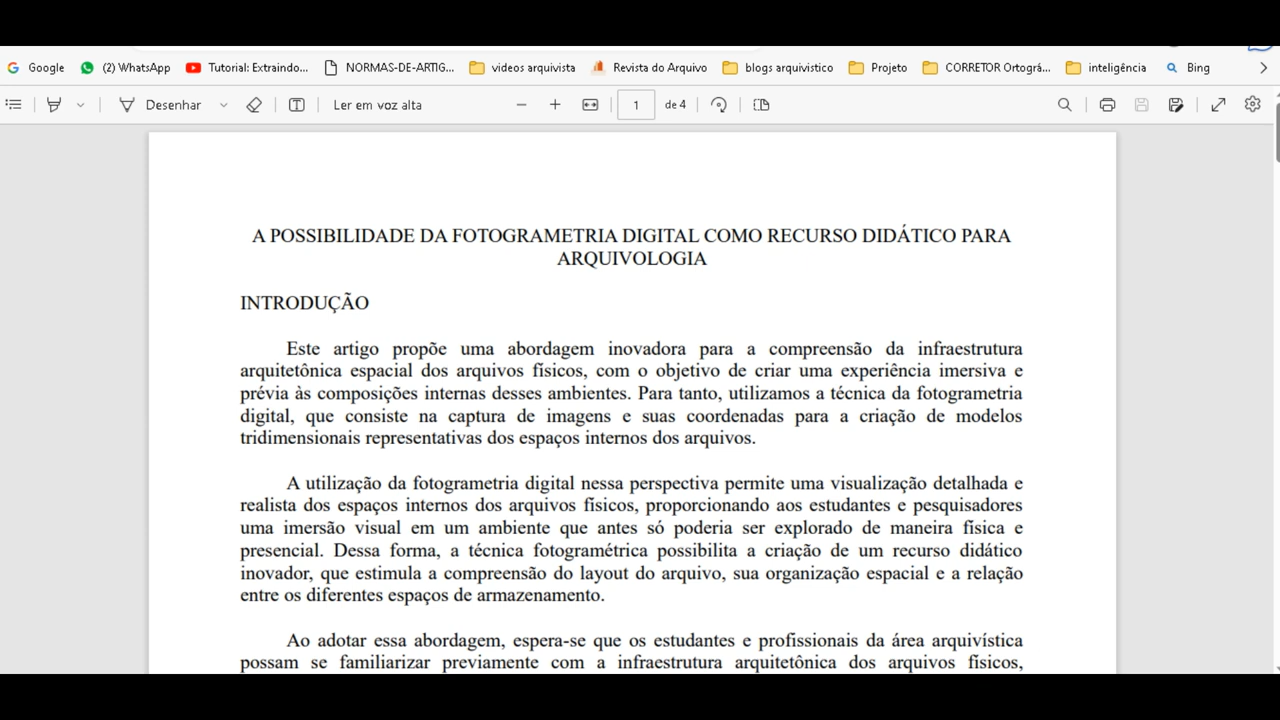 Google (2) WhatsApp Tutorial: Extraindo... NORMAS-DE-ARTIG... videos arquivista Revista do Arquivo blogs arquivistico Projeto CORRETOR Ortográ... inteligência Bing
Desenhar Ler em voz alta 1 de 4
A POSSIBILIDADE DA FOTOGRAMETRIA DIGITAL COMO RECURSO DIDÁTICO PARA
ARQUIVOLOGIA
INTRODUÇÃO
Este artigo propõe uma abordagem inovadora para a compreensão da infraestrutura
arquitetônica espacial dos arquivos físicos, com o objetivo de criar uma experiência imersiva e
prévia às composições internas desses ambientes. Para tanto, utilizamos a técnica da fotogrametria
digital, que consiste na captura de imagens e suas coordenadas para a criação de modelos
tridimensionais representativas dos espaços internos dos arquivos.
A utilização da fotogrametria digital nessa perspectiva permite uma visualização detalhada e
realista dos espaços internos dos arquivos físicos, proporcionando aos estudantes e pesquisadores
uma imersão visual em um ambiente que antes só poderia ser explorado de maneira física e
presencial. Dessa forma, a técnica fotogramétrica possibilita a criação de um recurso didático
inovador, que estimula a compreensão do layout do arquivo, sua organização espacial e a relação
entre os diferentes espaços de armazenamento.
Ao adotar essa abordagem, espera-se que os estudantes e profissionais da área arquivística
possam se familiarizar previamente com a infraestrutura arquitetônica dos arquivos físicos,